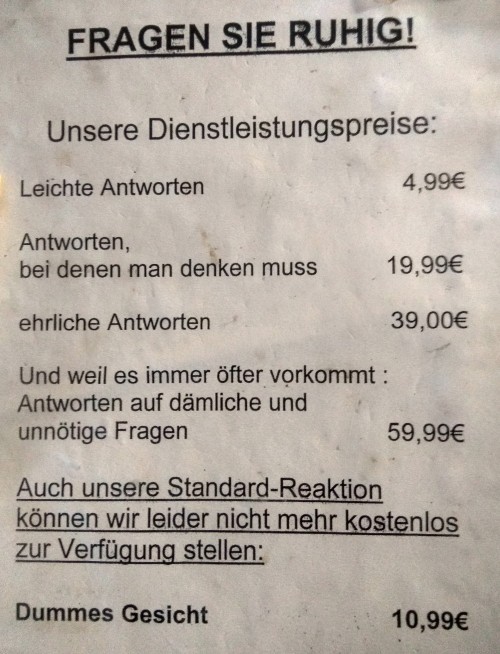 FRAGEN SIE RUHIG!
Unsere Dienstleistungspreise:
Leichte Antworten 4,99€
Antworten,
bei denen man denken muss 19,99€
ehrliche Antworten 39,00€
Und weil es immer öfter vorkommt :
Antworten auf dämliche und
unnötige Fragen 59,99€
Auch unsere Standard-Reaktion
können wir leider nicht mehr kostenlos
zur Verfügung stellen:
Dummes Gesicht 10,99€